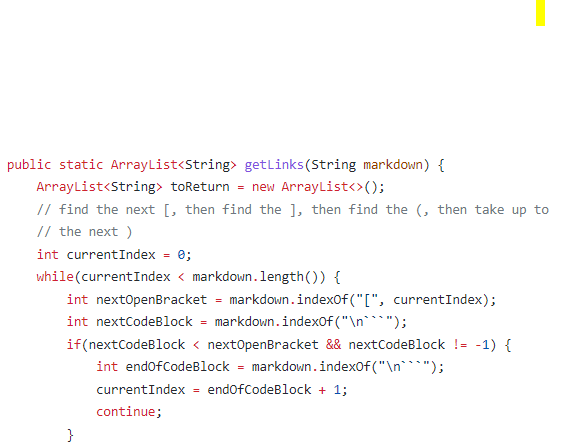 public static ArrayList<String> getLinks(String markdown) {
    ArrayList<String> toReturn = new ArrayList<>();
    // find the next [, then find the ], then find the (, then take up to
    // the next )
    int currentIndex = 0;
    while(currentIndex < markdown.length()) {
        int nextOpenBracket = markdown.indexOf("[", currentIndex);
        int nextCodeBlock = markdown.indexOf("\n```");
        if(nextCodeBlock < nextOpenBracket && nextCodeBlock != -1) {
            int endOfCodeBlock = markdown.indexOf("\n```");
            currentIndex = endOfCodeBlock + 1;
            continue;
        }